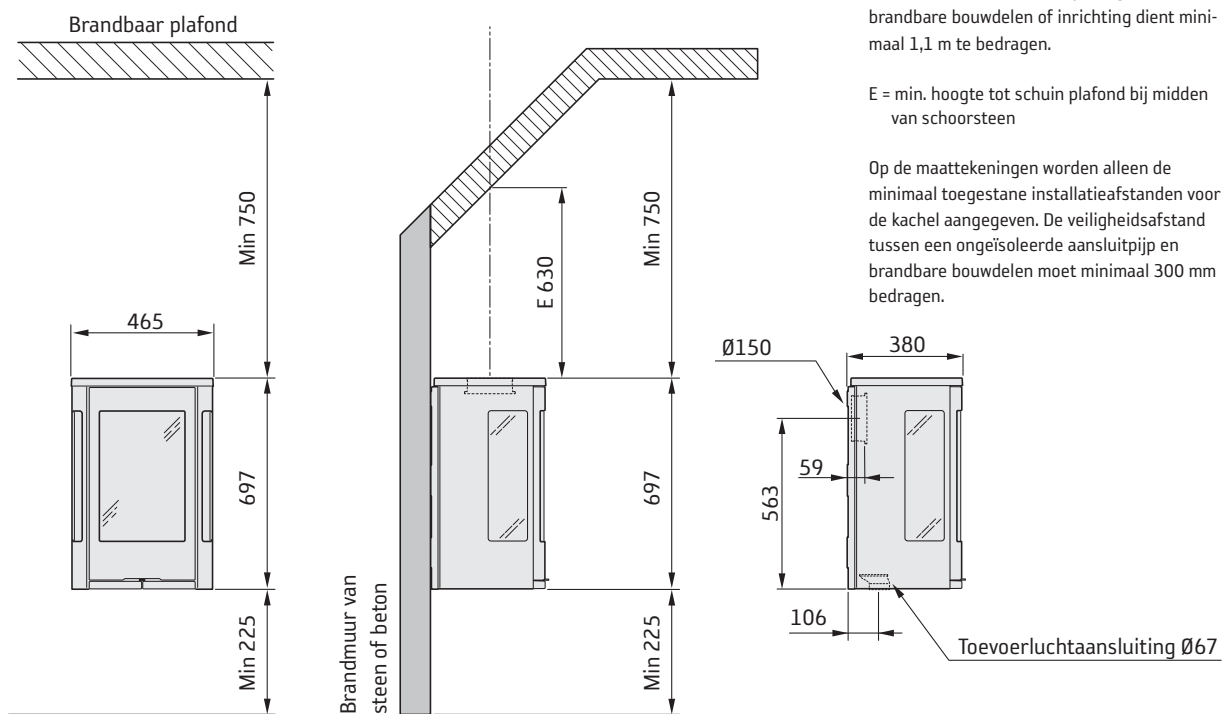 Brandbaar plafond
Min 750
465
697
Min 225
Brandmuur van
steen of beton
E 630
Min 750
697
Min 225
brandbare bouwdelen of inrichting dient mini-
maal 1,1 m te bedragen.
E = min. hoogte tot schuin plafond bij midden
van schoorsteen
Op de maattekeningen worden alleen de
minimaal toegestane installatieafstanden voor
de kachel aangegeven. De veiligheidsafstand
tussen een ongeïsoleerde aansluitpijp en
brandbare bouwdelen moet minimaal 300 mm
bedragen.
Ø150
380
59
563
106
Toevoerluchtaansluiting Ø67